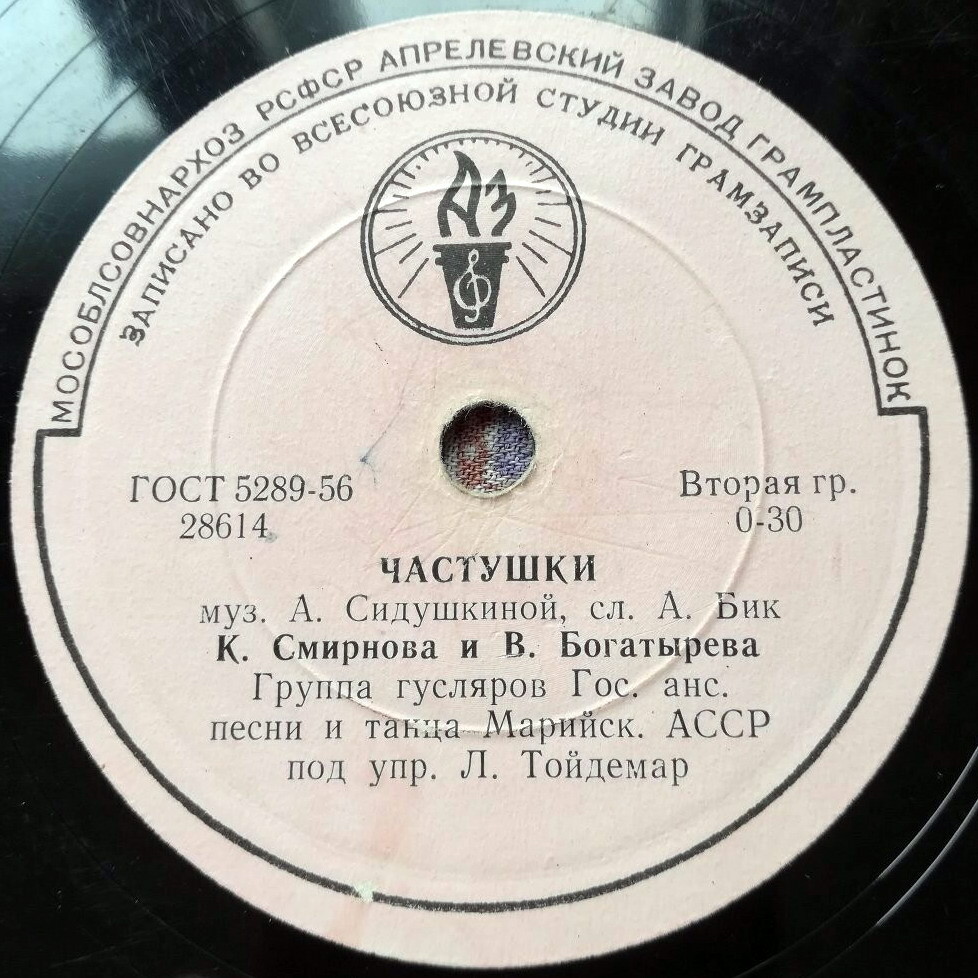 МОСОБЛСОВНАРХОЗ РСФСР АПРЕЛЕВСКИЙ ЗАВОД ГРАМПЛАСТИНОК
ЗАПИСАНО ВО ВСЕСОЮЗНОЙ СТУДИИ ГРАМЗАПИСИ
АЗ
ГОСТ 5289-56
28614
Вторая гр.
0-30
ЧАСТУШКИ
муз. А. Сидушкиной, сл. А. Бик
К. Смирнова и В. Богатырева
Группа гусляров Гос. анс.
песни и танца Марийск. АССР
под упр. Л. Тойдемар